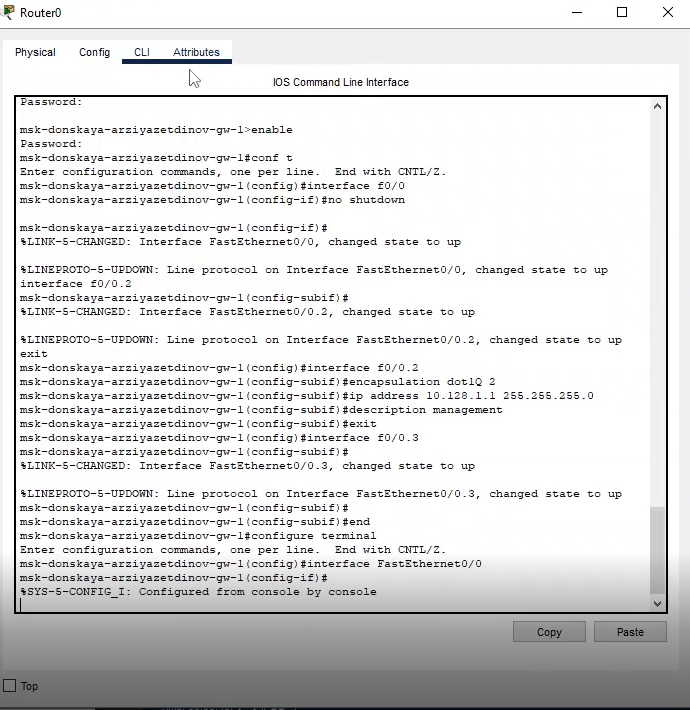 Router0
Physical Config CLI Attributes
IOS Command Line Interface
Password:
msk-donskaya-arziyazetdinov-gw-1>enable
Password:
msk-donskaya-arziyazetdinov-gw-1#conf t
Enter configuration commands, one per line.  End with CNTL/Z.
msk-donskaya-arziyazetdinov-gw-1(config)#interface f0/0
msk-donskaya-arziyazetdinov-gw-1(config-if)#no shutdown
msk-donskaya-arziyazetdinov-gw-1(config-if)#
%LINK-5-CHANGED: Interface FastEthernet0/0, changed state to up
%LINEPROTO-5-UPDOWN: Line protocol on Interface FastEthernet0/0, changed state to up
interface f0/0.2
msk-donskaya-arziyazetdinov-gw-1(config-subif)#
%LINK-5-CHANGED: Interface FastEthernet0/0.2, changed state to up
%LINEPROTO-5-UPDOWN: Line protocol on Interface FastEthernet0/0.2, changed state to up
exit
msk-donskaya-arziyazetdinov-gw-1(config)#interface f0/0.2
msk-donskaya-arziyazetdinov-gw-1(config-subif)#encapsulation dot1Q 2
msk-donskaya-arziyazetdinov-gw-1(config-subif)#ip address 10.128.1.1 255.255.255.0
msk-donskaya-arziyazetdinov-gw-1(config-subif)#description management
msk-donskaya-arziyazetdinov-gw-1(config-subif)#exit
msk-donskaya-arziyazetdinov-gw-1(config)#interface f0/0.3
msk-donskaya-arziyazetdinov-gw-1(config-subif)#
%LINK-5-CHANGED: Interface FastEthernet0/0.3, changed state to up
%LINEPROTO-5-UPDOWN: Line protocol on Interface FastEthernet0/0.3, changed state to up
msk-donskaya-arziyazetdinov-gw-1(config-subif)#
msk-donskaya-arziyazetdinov-gw-1(config-subif)#end
msk-donskaya-arziyazetdinov-gw-1#configure terminal
Enter configuration commands, one per line.  End with CNTL/Z.
msk-donskaya-arziyazetdinov-gw-1(config)#interface FastEthernet0/0
msk-donskaya-arziyazetdinov-gw-1(config-if)#
%SYS-5-CONFIG_I: Configured from console by console
Copy Paste
Top